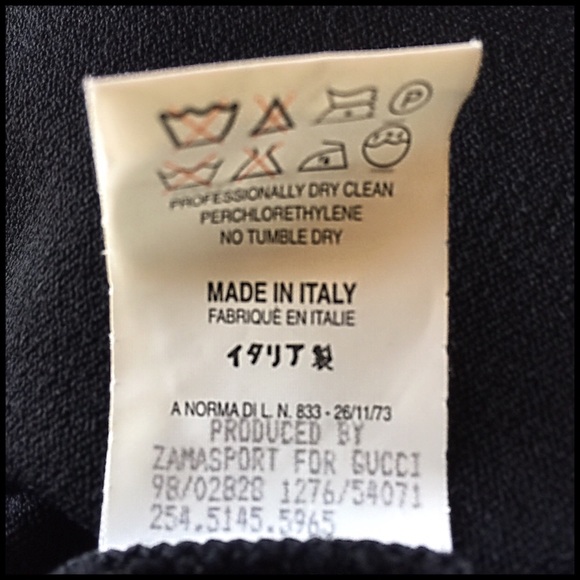 P
PROFESSIONALLY DRY CLEAN
PERCHLORETHYLENE
NO TUMBLE DRY
MADE IN ITALY
FABRIQUÉ EN ITALIE
イタリア製
A NORMA DI L. N. 833 - 26/11/73
PRODUCED BY
ZAMASPORT FOR GUCCI
98/02828 1276/54071
254.5145.5965